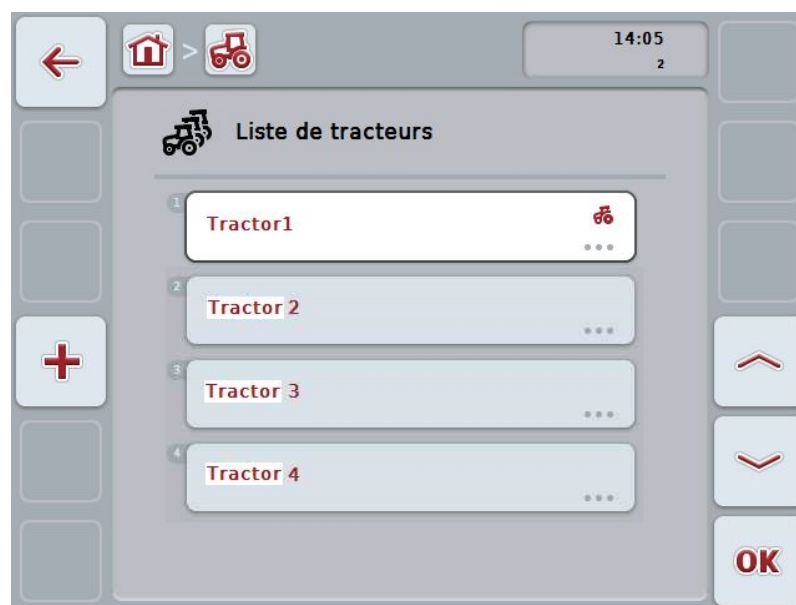 >
14:05
2
Liste de tracteurs
1
Tractor1
2
Tractor 2
3
Tractor 3
4
Tractor 4
OK